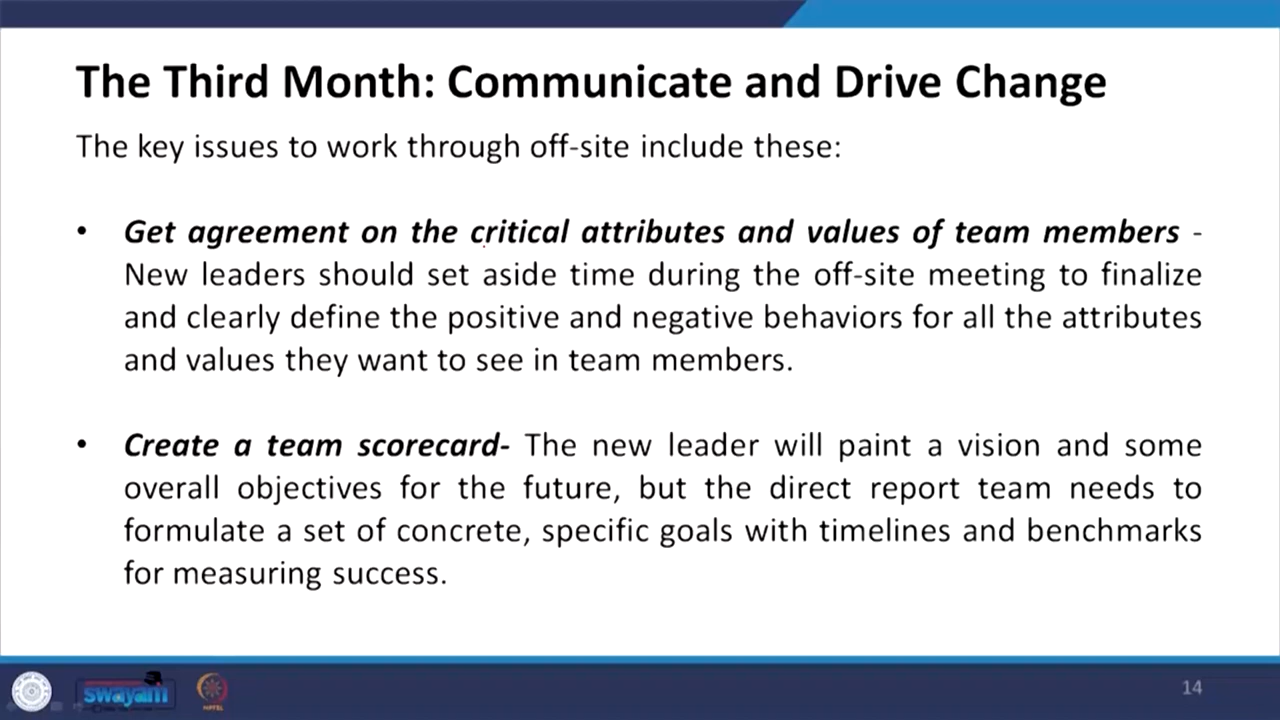 The Third Month: Communicate and Drive Change
The key issues to work through off-site include these:
• Get agreement on the critical attributes and values of team members -
New leaders should set aside time during the off-site meeting to finalize
and clearly define the positive and negative behaviors for all the attributes
and values they want to see in team members.
• Create a team scorecard- The new leader will paint a vision and some
overall objectives for the future, but the direct report team needs to
formulate a set of concrete, specific goals with timelines and benchmarks
for measuring success.
swayam
NPTEL
14